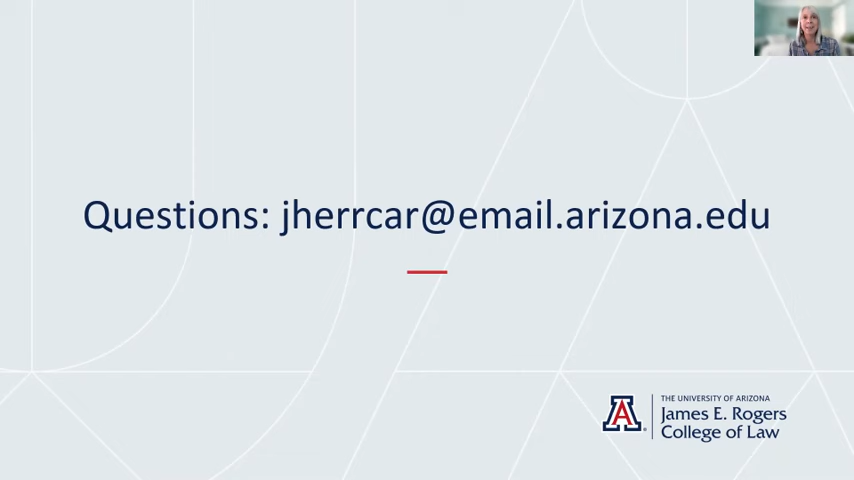 Questions: jherrcar@email.arizona.edu
THE UNIVERSITY OF ARIZONA
James E. Rogers
College of Law